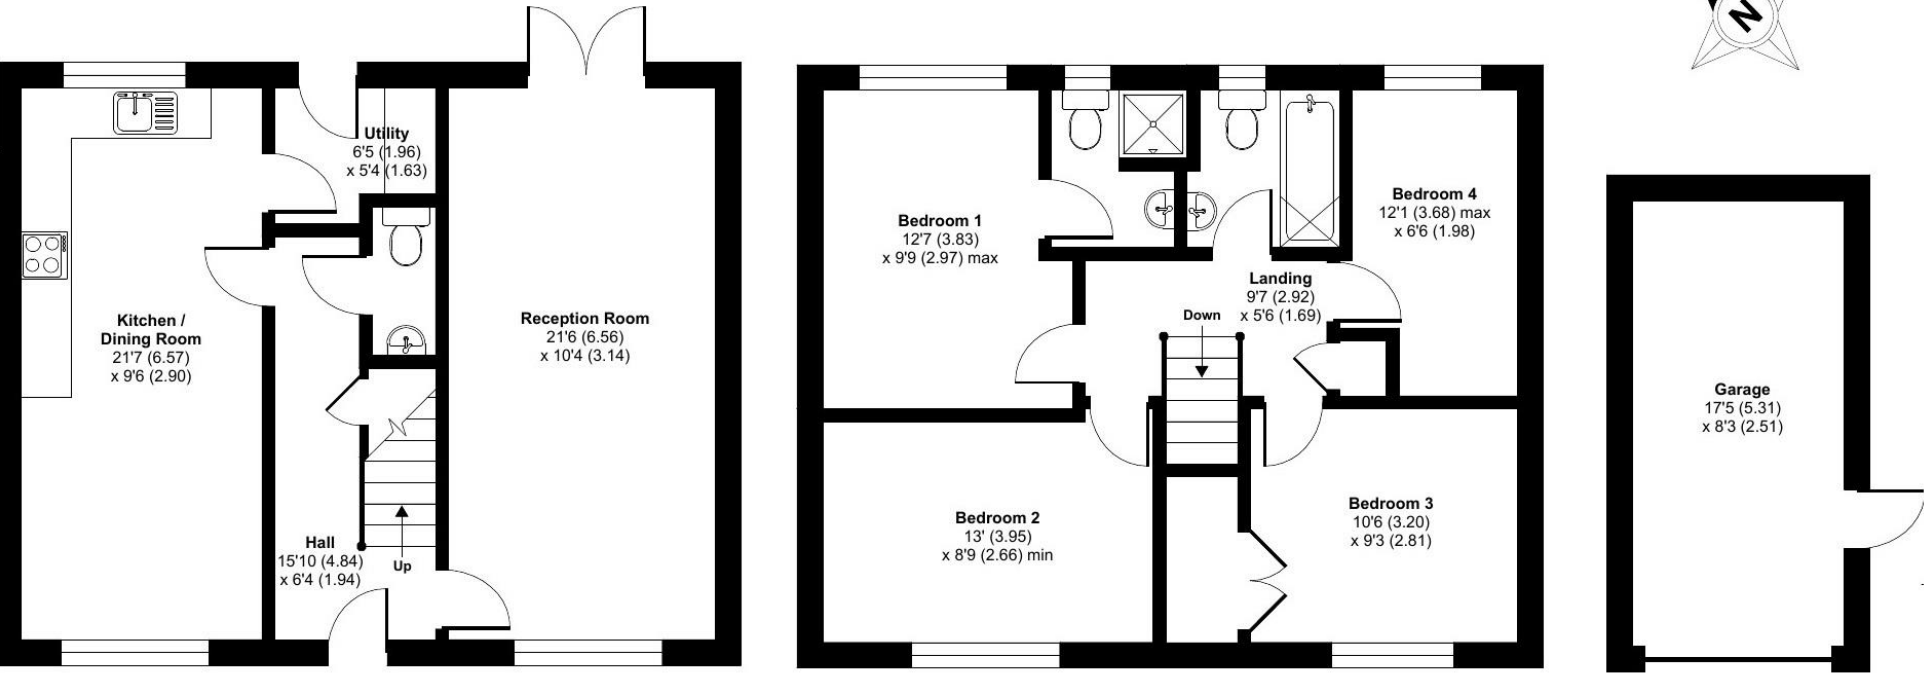 N
Utility
6'5 (1.96)
x 5'4 (1.63)
Kitchen /
Dining Room
21'7 (6.57)
x 9'6 (2.90)
Reception Room
21'6 (6.56)
x 10'4 (3.14)
Hall
15'10 (4.84)
x 6'4 (1.94)
Up
Bedroom 1
12'7 (3.83)
x 9'9 (2.97) max
Bedroom 4
12'1 (3.68) max
x 6'6 (1.98)
Landing
9'7 (2.92)
x 5'6 (1.69)
Down
Bedroom 2
13' (3.95)
x 8'9 (2.66) min
Bedroom 3
10'6 (3.20)
x 9'3 (2.81)
Garage
17'5 (5.31)
x 8'3 (2.51)